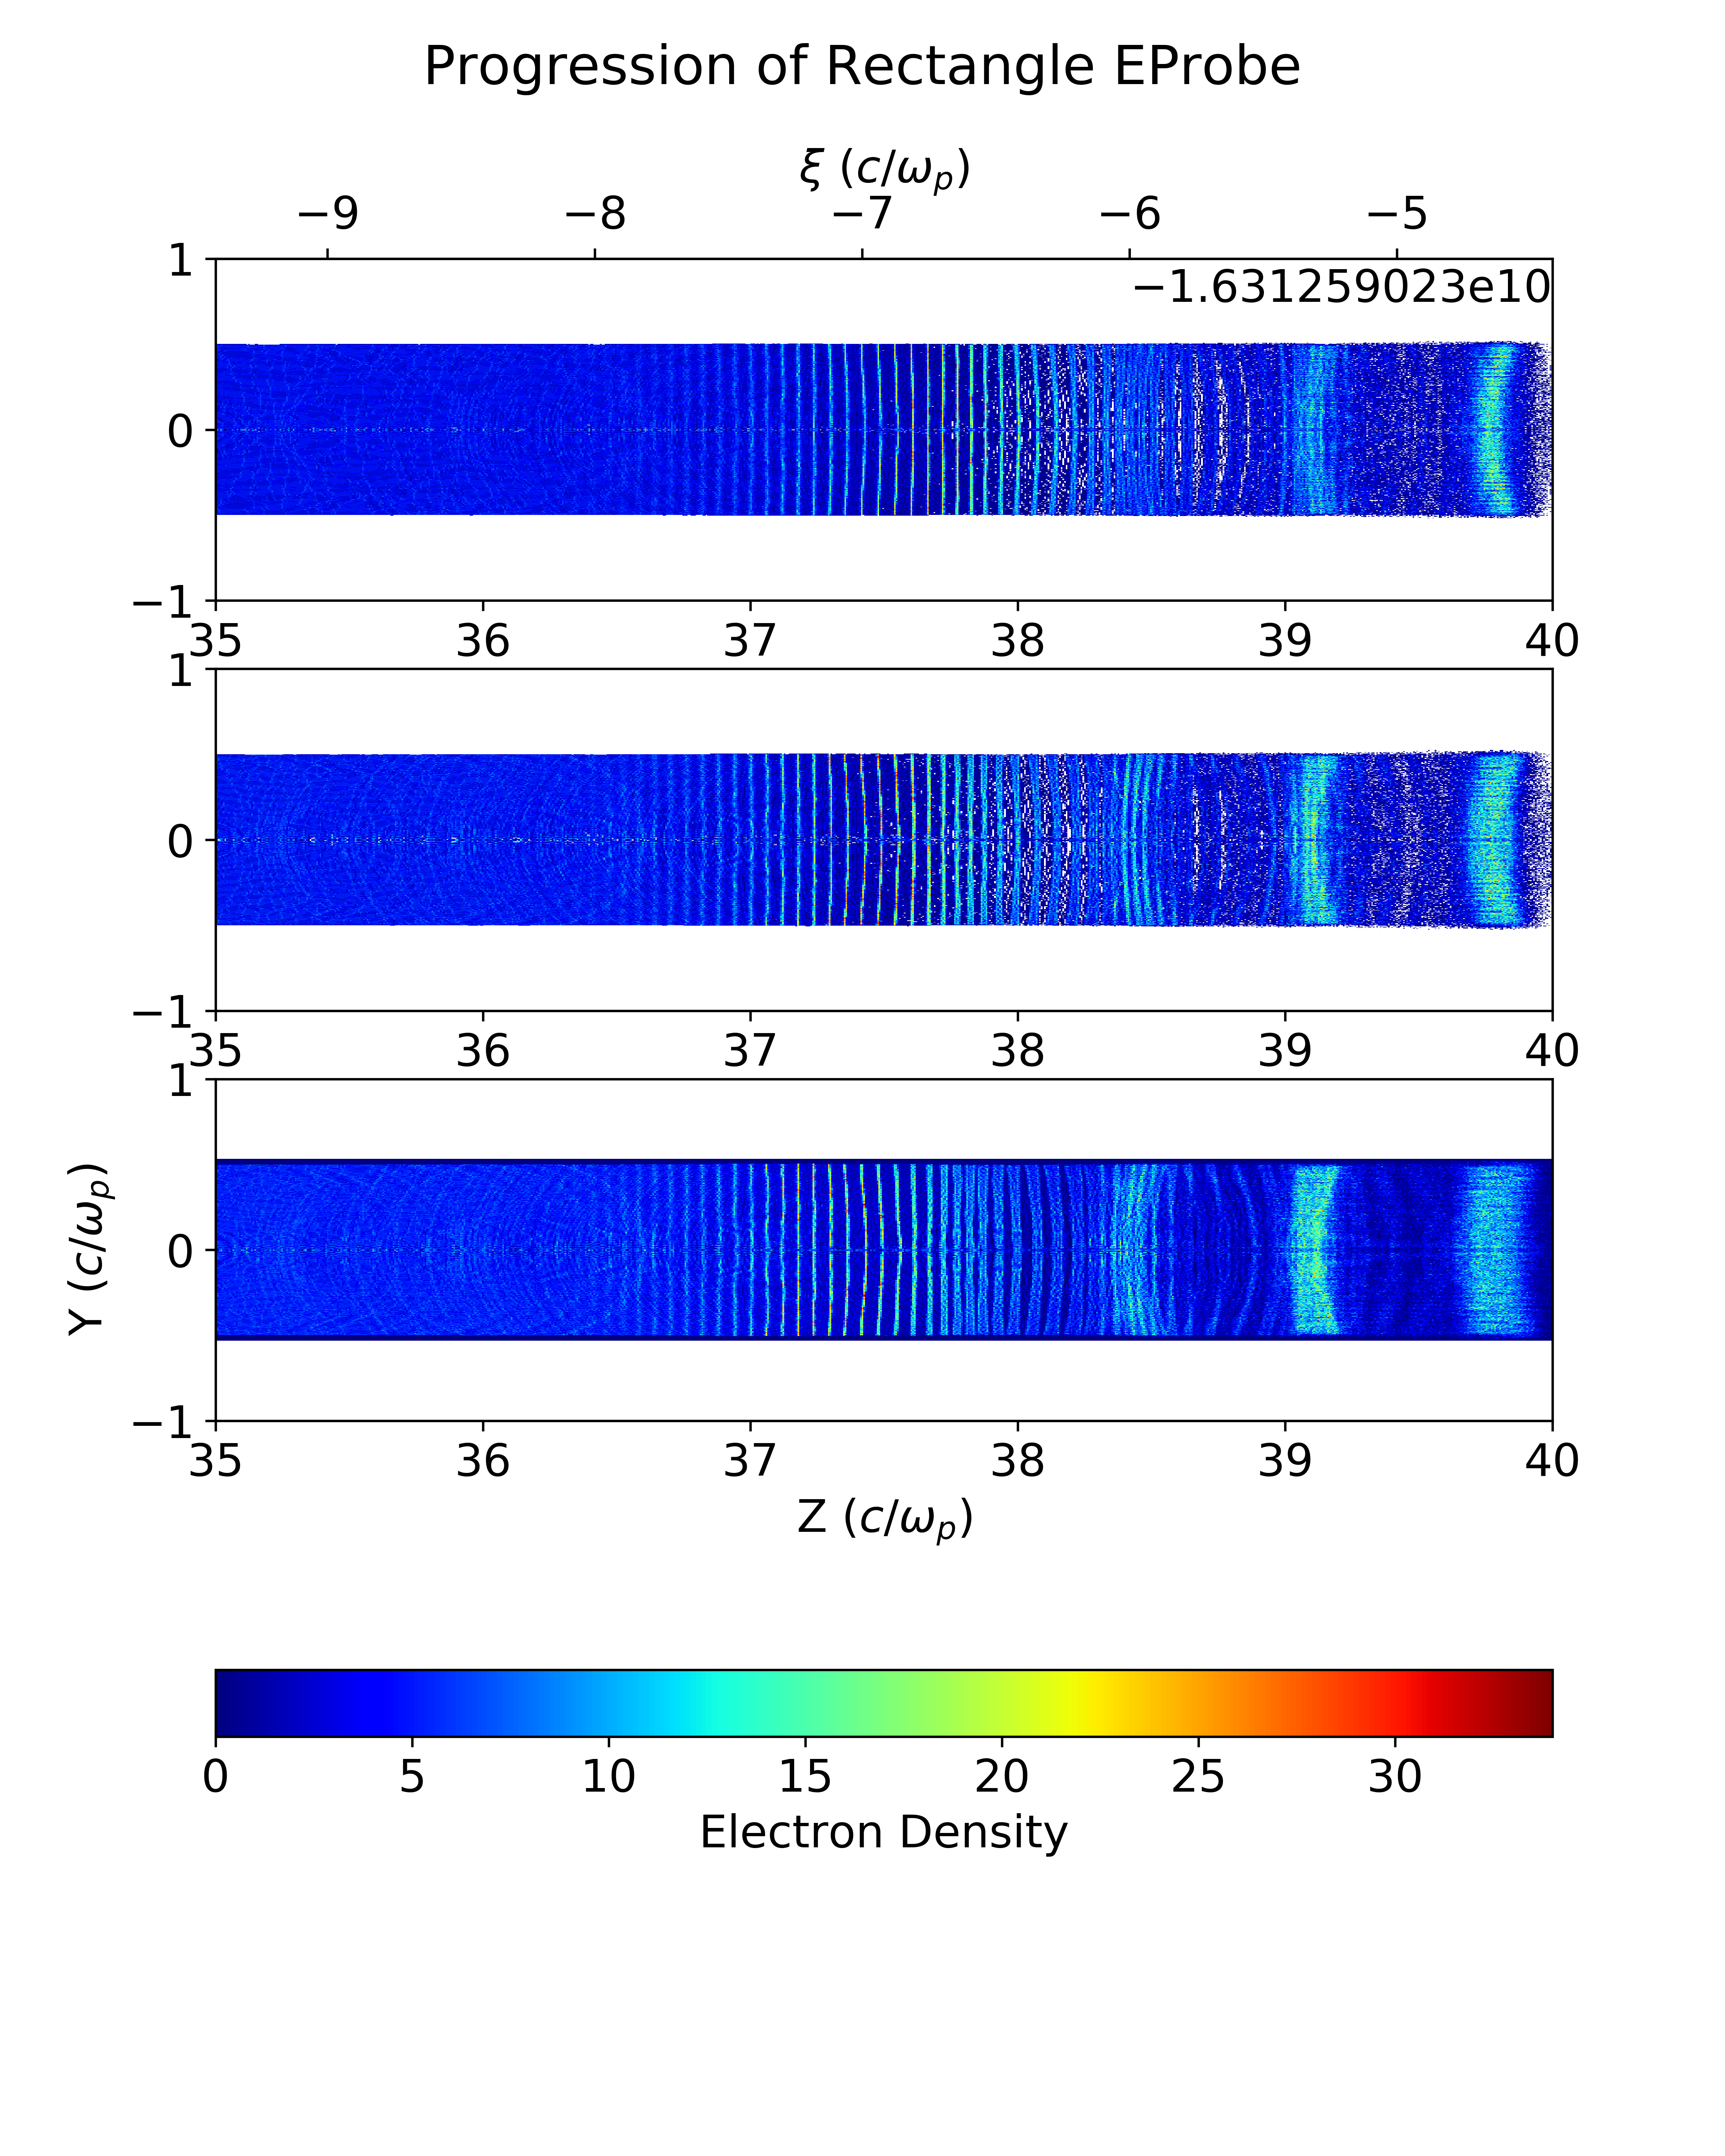 Progression of Rectangle EProbe
ξ (c/ωp)
−9 −8 −7 −6 −5
1
−1.631259023e10
0
−1
35 36 37 38 39 40
1
0
−1
35 36 37 38 39 40
1
0
−1
Y (c/ωp)
35 36 37 38 39 40
Z (c/ωp)
0 5 10 15 20 25 30
Electron Density